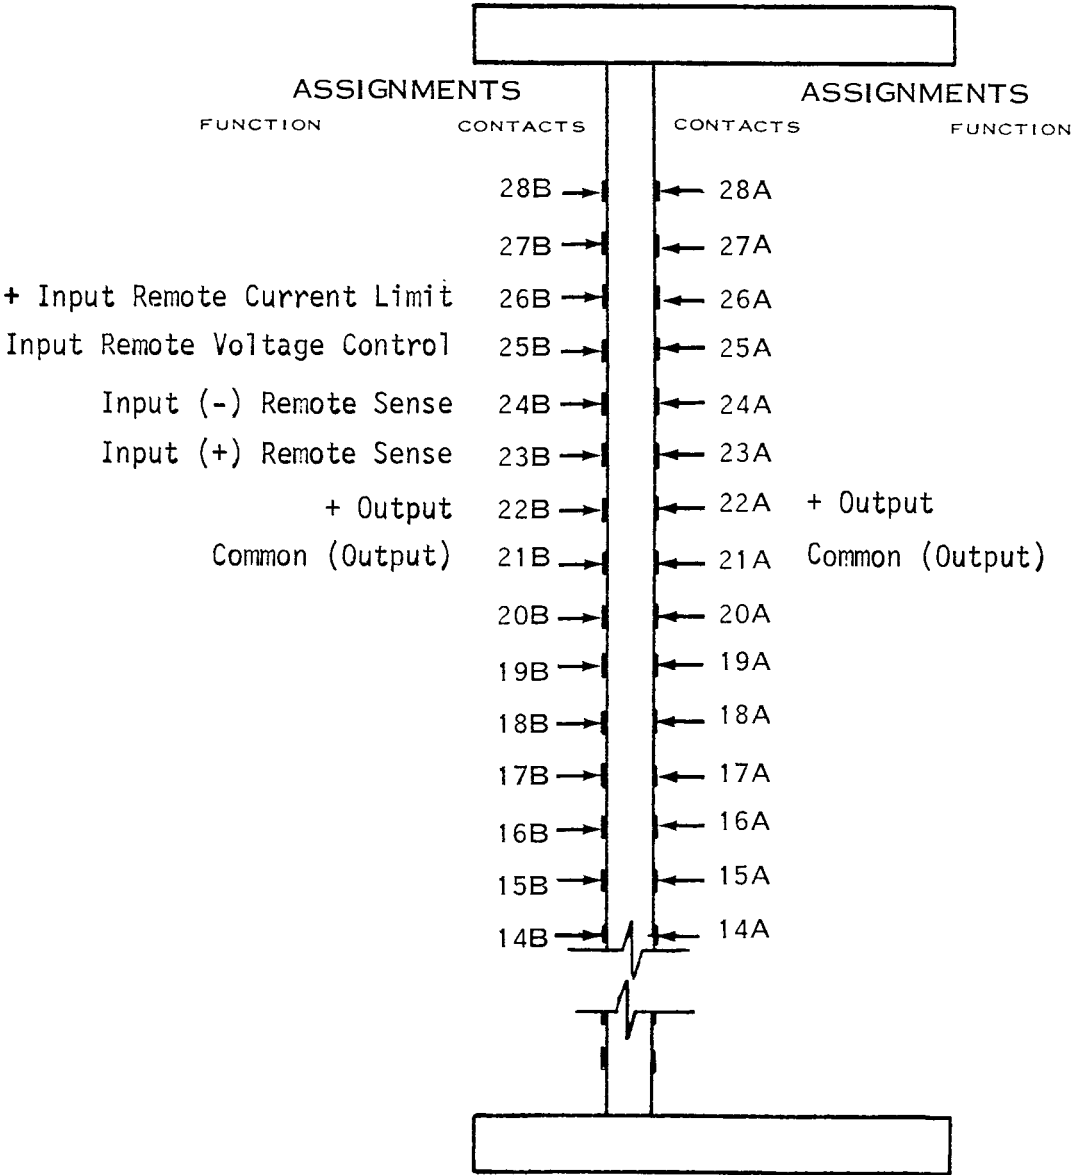 ASSIGNMENTS ASSIGNMENTS
FUNCTION CONTACTS CONTACTS FUNCTION
28B 28A
27B 27A
+ Input Remote Current Limit 26B 26A
Input Remote Voltage Control 25B 25A
Input (-) Remote Sense 24B 24A
Input (+) Remote Sense 23B 23A
+ Output 22B 22A + Output
Common (Output) 21B 21A Common (Output)
20B 20A
19B 19A
18B 18A
17B 17A
16B 16A
15B 15A
14B 14A